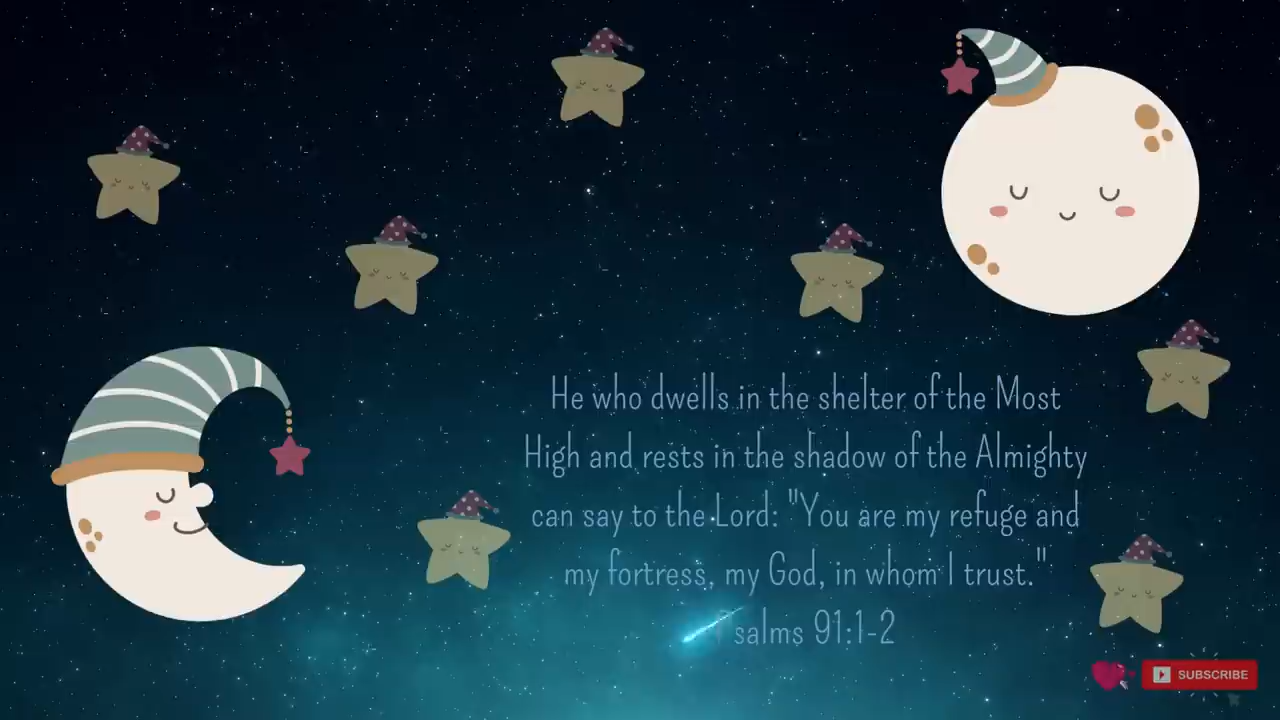 He who dwells in the shelter of the Most
High and rests in the shadow of the Almighty
can say to the Lord: "You are my refuge and
my fortress, my God, in whom I trust."
Psalms 91:1-2
SUBSCRIBE